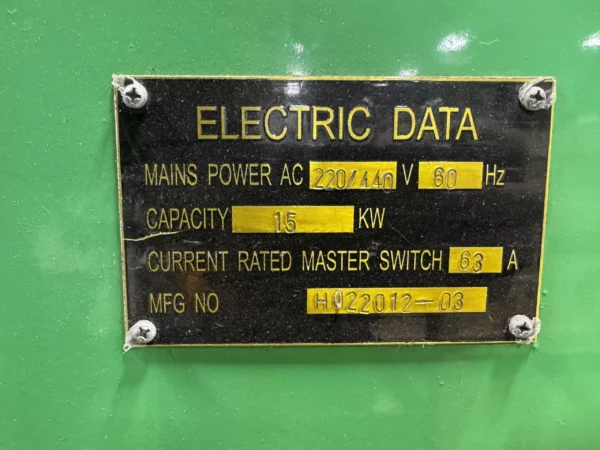 ELECTRIC DATA
MAINS POWER AC 220/440 V 60 Hz
CAPACITY 15 KW
CURRENT RATED MASTER SWITCH 63 A
MFG NO H022012-03